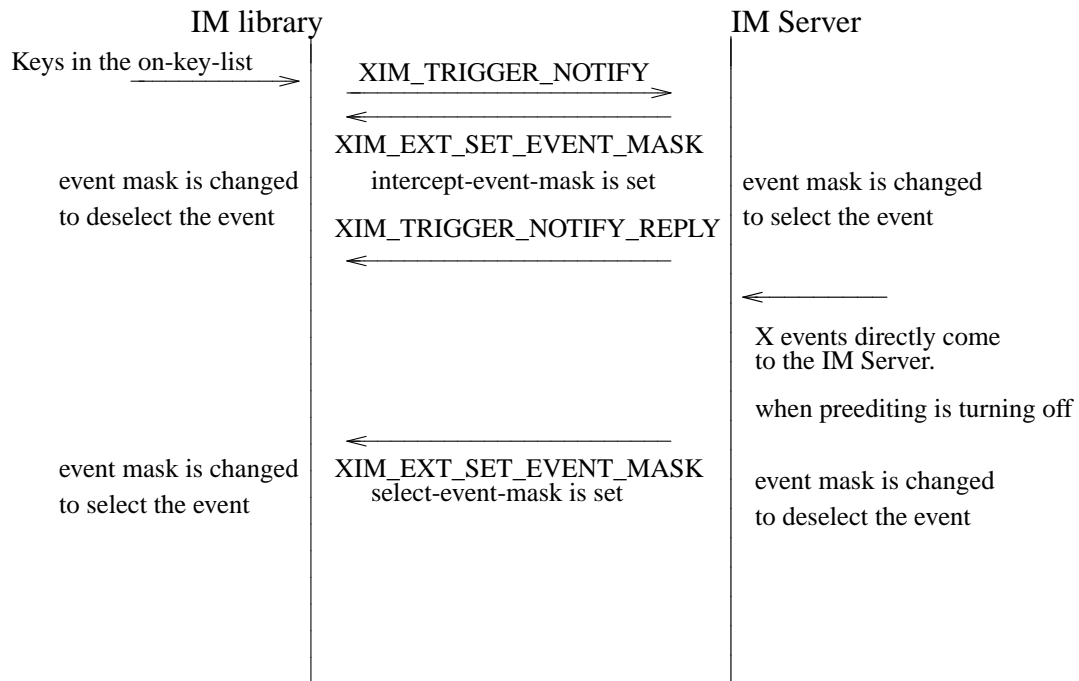 IM library
IM Server
Keys in the on-key-list
XIM_TRIGGER_NOTIFY
XIM_EXT_SET_EVENT_MASK
intercept-event-mask is set
event mask is changed
to deselect the event
event mask is changed
to select the event
XIM_TRIGGER_NOTIFY_REPLY
X events directly come
to the IM Server.
when preediting is turning off
XIM_EXT_SET_EVENT_MASK
select-event-mask is set
event mask is changed
to select the event
event mask is changed
to deselect the event